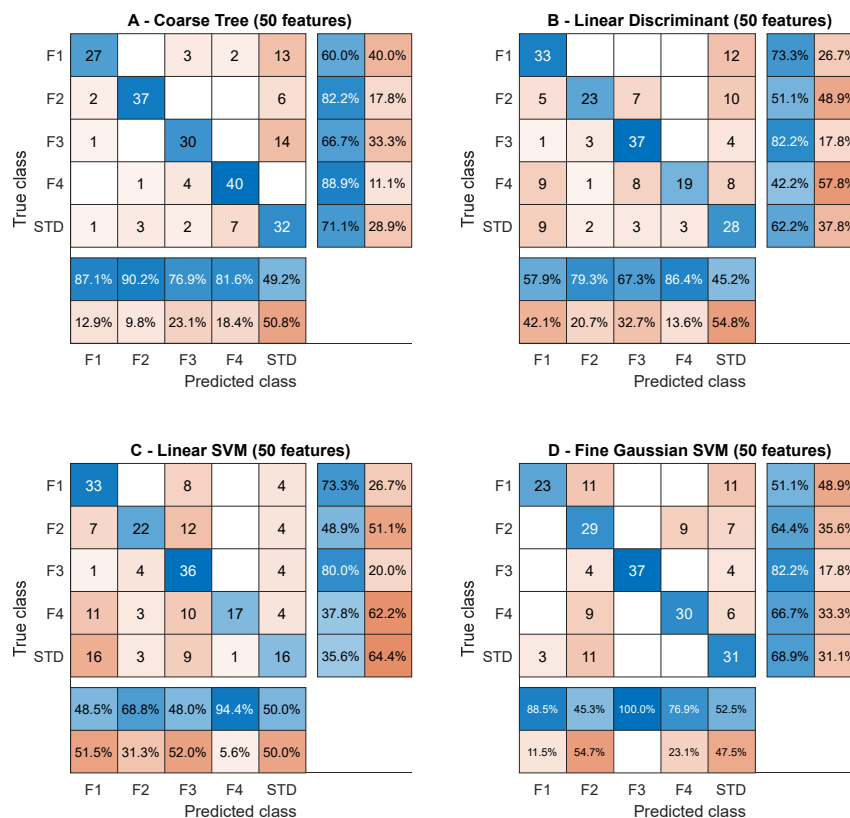 A - Coarse Tree (50 features)
F1 27 3 2 13 60.0% 40.0%
F2 2 37 6 82.2% 17.8%
F3 1 30 14 66.7% 33.3%
F4 1 4 40 88.9% 11.1%
STD 1 3 2 7 32 71.1% 28.9%
True class
87.1% 90.2% 76.9% 81.6% 49.2%
12.9% 9.8% 23.1% 18.4% 50.8%
F1 F2 F3 F4 STD
Predicted class
B - Linear Discriminant (50 features)
F1 33 12 73.3% 26.7%
F2 5 23 7 10 51.1% 48.9%
F3 1 3 37 4 82.2% 17.8%
F4 9 1 8 19 8 42.2% 57.8%
STD 9 2 3 3 28 62.2% 37.8%
True class
57.9% 79.3% 67.3% 86.4% 45.2%
42.1% 20.7% 32.7% 13.6% 54.8%
F1 F2 F3 F4 STD
Predicted class
C - Linear SVM (50 features)
F1 33 8 4 73.3% 26.7%
F2 7 22 12 4 48.9% 51.1%
F3 1 4 36 4 80.0% 20.0%
F4 11 3 10 17 4 37.8% 62.2%
STD 16 3 9 1 16 35.6% 64.4%
True class
48.5% 68.8% 48.0% 94.4% 50.0%
51.5% 31.3% 52.0% 5.6% 50.0%
F1 F2 F3 F4 STD
Predicted class
D - Fine Gaussian SVM (50 features)
F1 23 11 11 51.1% 48.9%
F2 29 9 7 64.4% 35.6%
F3 4 37 4 82.2% 17.8%
F4 9 30 6 66.7% 33.3%
STD 3 11 31 68.9% 31.1%
True class
88.5% 45.3% 100.0% 76.9% 52.5%
11.5% 54.7% 23.1% 47.5%
F1 F2 F3 F4 STD
Predicted class